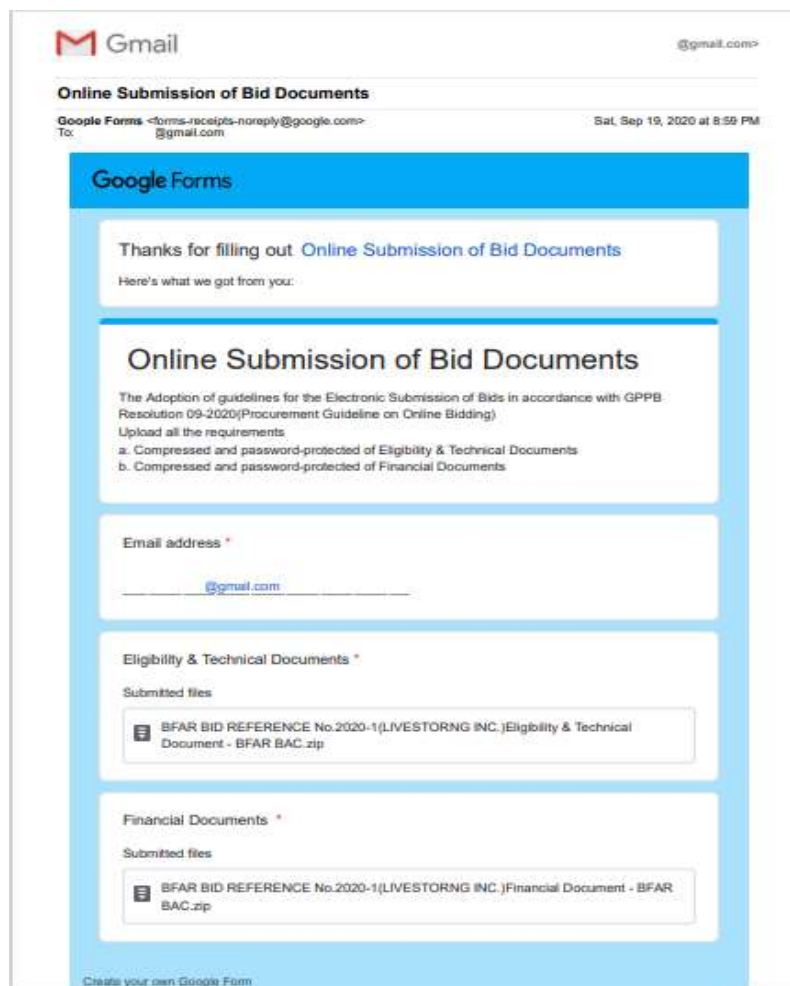 Gmail
@gmail.com>
Online Submission of Bid Documents
Google Forms <forms-receipts-noreply@google.com>
Sat, Sep 19, 2020 at 8:59 PM
To: @gmail.com
Google Forms
Thanks for filling out Online Submission of Bid Documents
Here's what we got from you:
Online Submission of Bid Documents
The Adoption of guidelines for the Electronic Submission of Bids in accordance with GPPB
Resolution 09-2020(Procurement Guideline on Online Bidding)
Upload all the requirements
a. Compressed and password-protected of Eligibility & Technical Documents
b. Compressed and password-protected of Financial Documents
Email address *
@gmail.com
Eligibility & Technical Documents *
Submitted files
BFAR BID REFERENCE No.2020-1(LIVESTORNG INC.)Eligibility & Technical
Document - BFAR BAC.zip
Financial Documents *
Submitted files
BFAR BID REFERENCE No.2020-1(LIVESTORNG INC.)Financial Document - BFAR
BAC.zip
Create your own Google Form